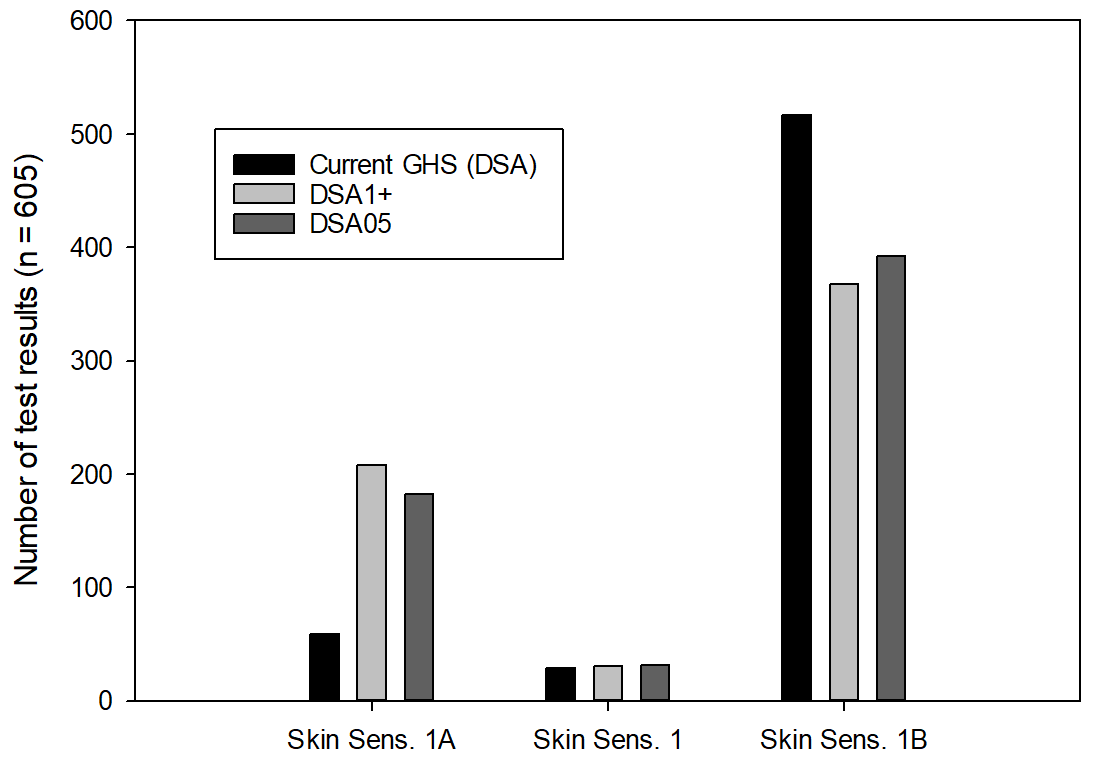 600
500
400
300
200
100
0
Number of test results (n = 605)
Current GHS (DSA)
DSA1+
DSA05
Skin Sens. 1A
Skin Sens. 1
Skin Sens. 1B